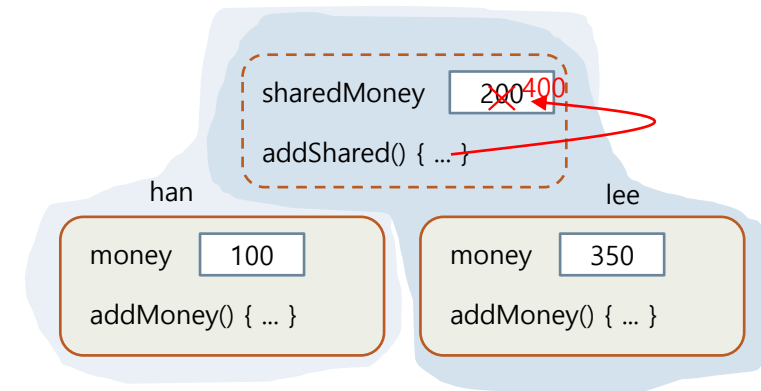 sharedMoney 200 400
addShared() { ... }
han
lee
money 100
addMoney() { ... }
money 350
addMoney() { ... }